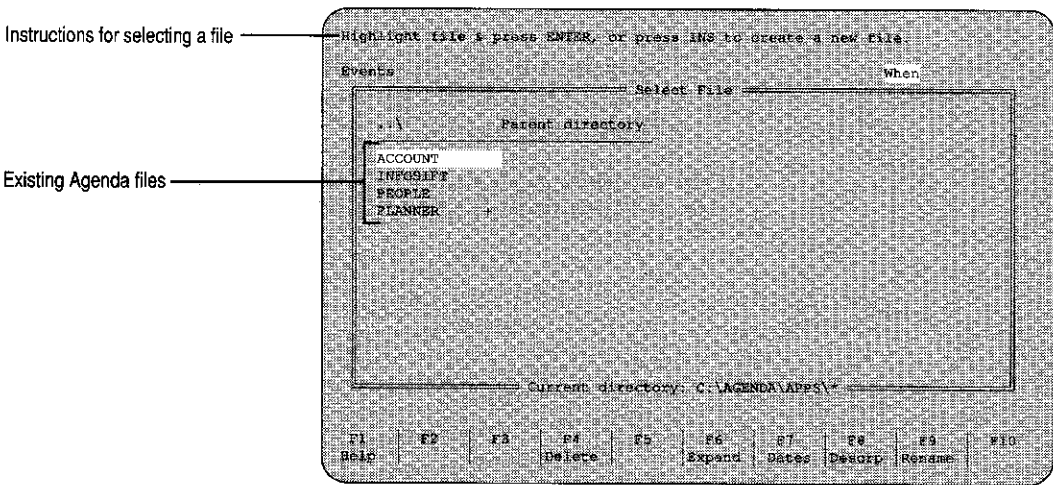 Instructions for selecting a file
Highlight file & press ENTER, or press INS to create a new file.
Events When
Select File
..\ Parent directory
Existing Agenda files
ACCOUNT
INFOSIFT
PEOPLE
PLANNER +
Current directory: C:\AGENDA\APPS\*
F1 F2 F3 F4 F5 F6 F7 F8 F9 F10
Help Delete Expand Dates Descrp Rename